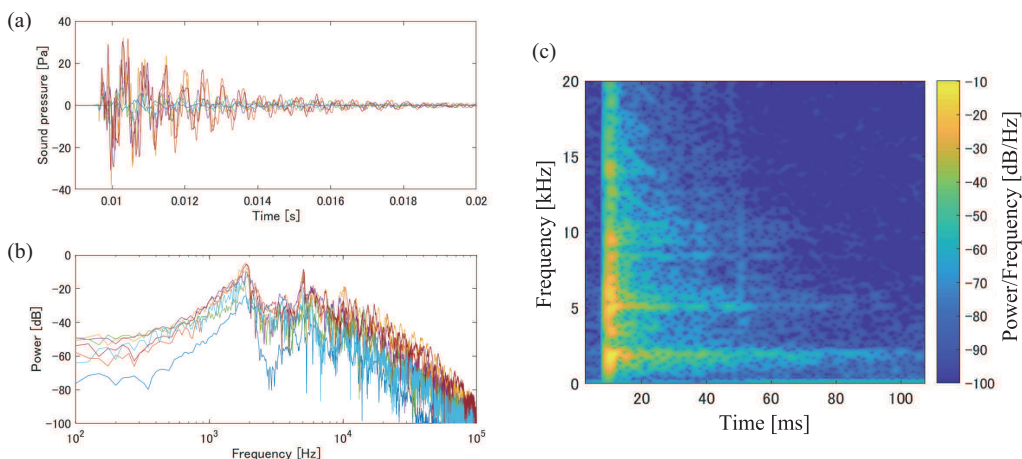 (a)
40
20
0
-20
-40
Sound pressure [Pa]
0.01
0.012
0.014
0.016
0.018
0.02
Time [s]
(b)
0
-20
-40
-60
-80
-100
Power [dB]
10² 10³ 10⁴ 10⁵
Frequency [Hz]
(c)
20
15
10
5
0
Frequency [kHz]
20 40 60 80 100
Time [ms]
-10
-20
-30
-40
-50
-60
-70
-80
-90
-100
Power/Frequency [dB/Hz]